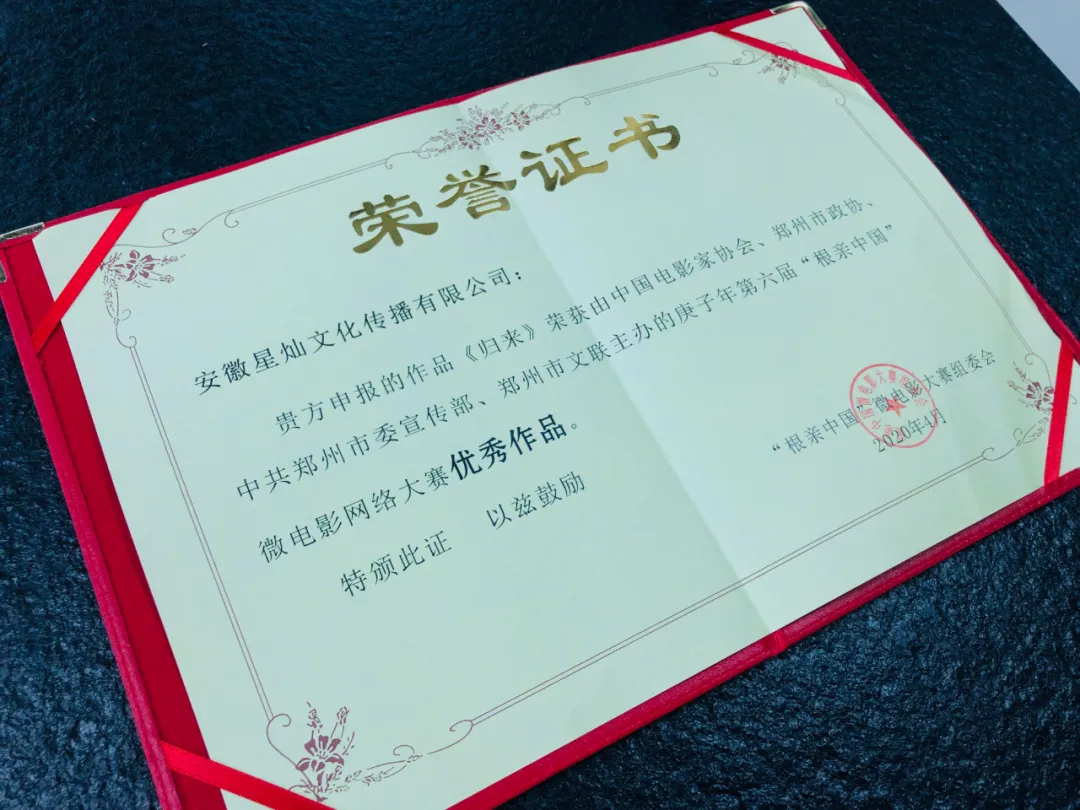 荣誉证书
安徽星灿文化传播有限公司：
贵方申报的作品《归来》荣获由中国电影家协会、郑州市政协、
中共郑州市委宣传部、郑州市文联主办的庚子年第六届“根亲中国”
微电影网络大赛优秀作品。
特颁此证 以兹鼓励
“根亲中国”微电影大赛组委会
2020年4月